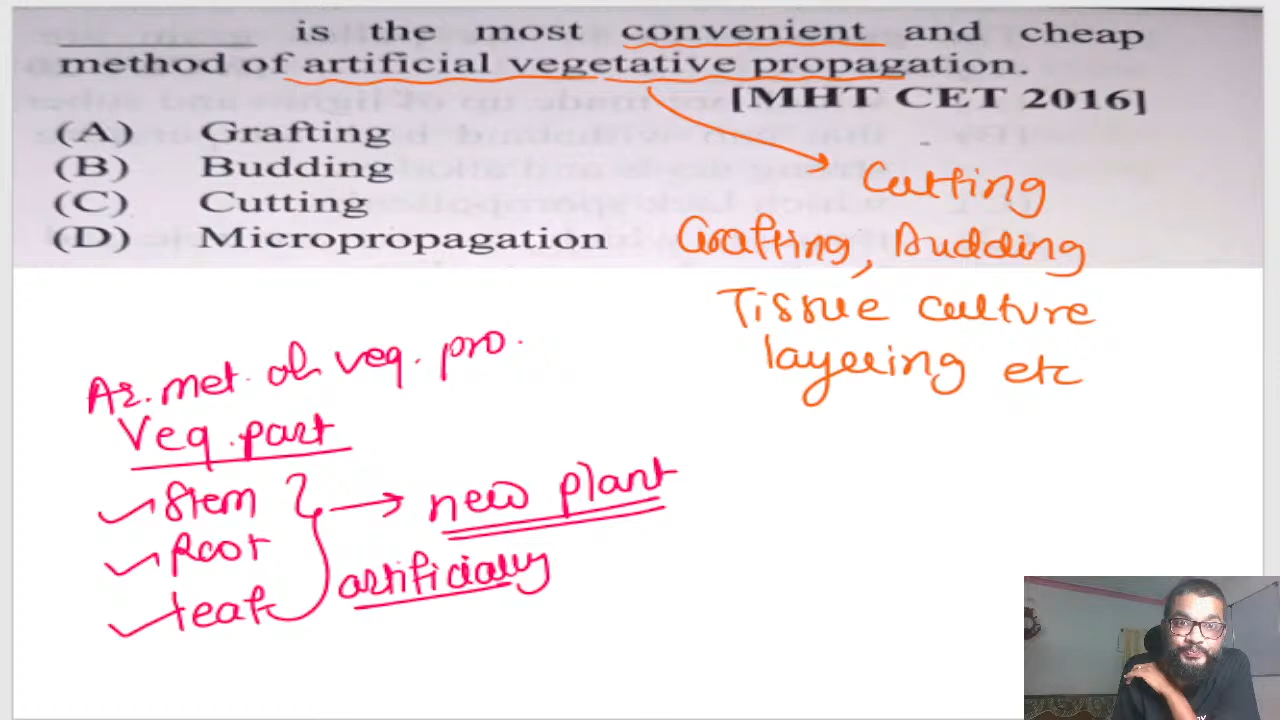 ________ is the most convenient and cheap
method of artificial vegetative propagation.
[MHT CET 2016]
(A) Grafting
(B) Budding
(C) Cutting
(D) Micropropagation
Cutting
Grafting, Budding
Tissue culture
layering etc
Ar. met. of veg. pro.
Veg. part
Stem
Root
leaf
new plant
artificially